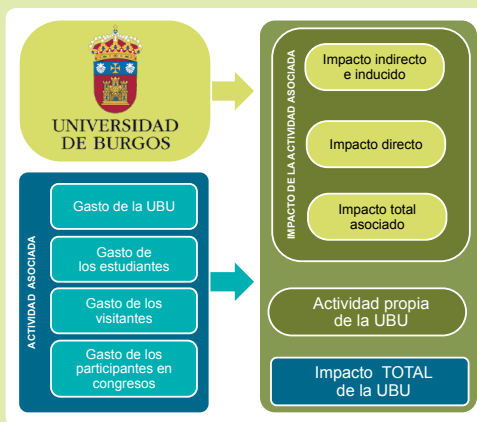 UNIVERSIDAD
DE BURGOS
ACTIVIDAD ASOCIADA
Gasto de la UBU
Gasto de
los estudiantes
Gasto de los
visitantes
Gasto de los
participantes en
congresos
IMPACTO DE LA ACTIVIDAD ASOCIADA
Impacto indirecto
e inducido
Impacto directo
Impacto total
asociado
Actividad propia
de la UBU
Impacto TOTAL
de la UBU